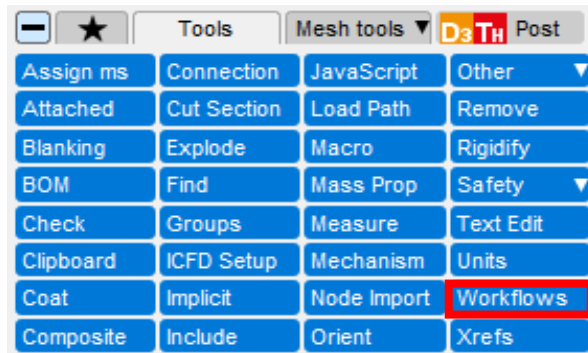 Tools Mesh tools ▼ D3 TH Post
Assign ms Connection JavaScript Other ▼
Attached Cut Section Load Path Remove
Blanking Explode Macro Rigidify
BOM Find Mass Prop Safety ▼
Check Groups Measure Text Edit
Clipboard ICFD Setup Mechanism Units
Coat Implicit Node Import Workflows
Composite Include Orient Xrefs